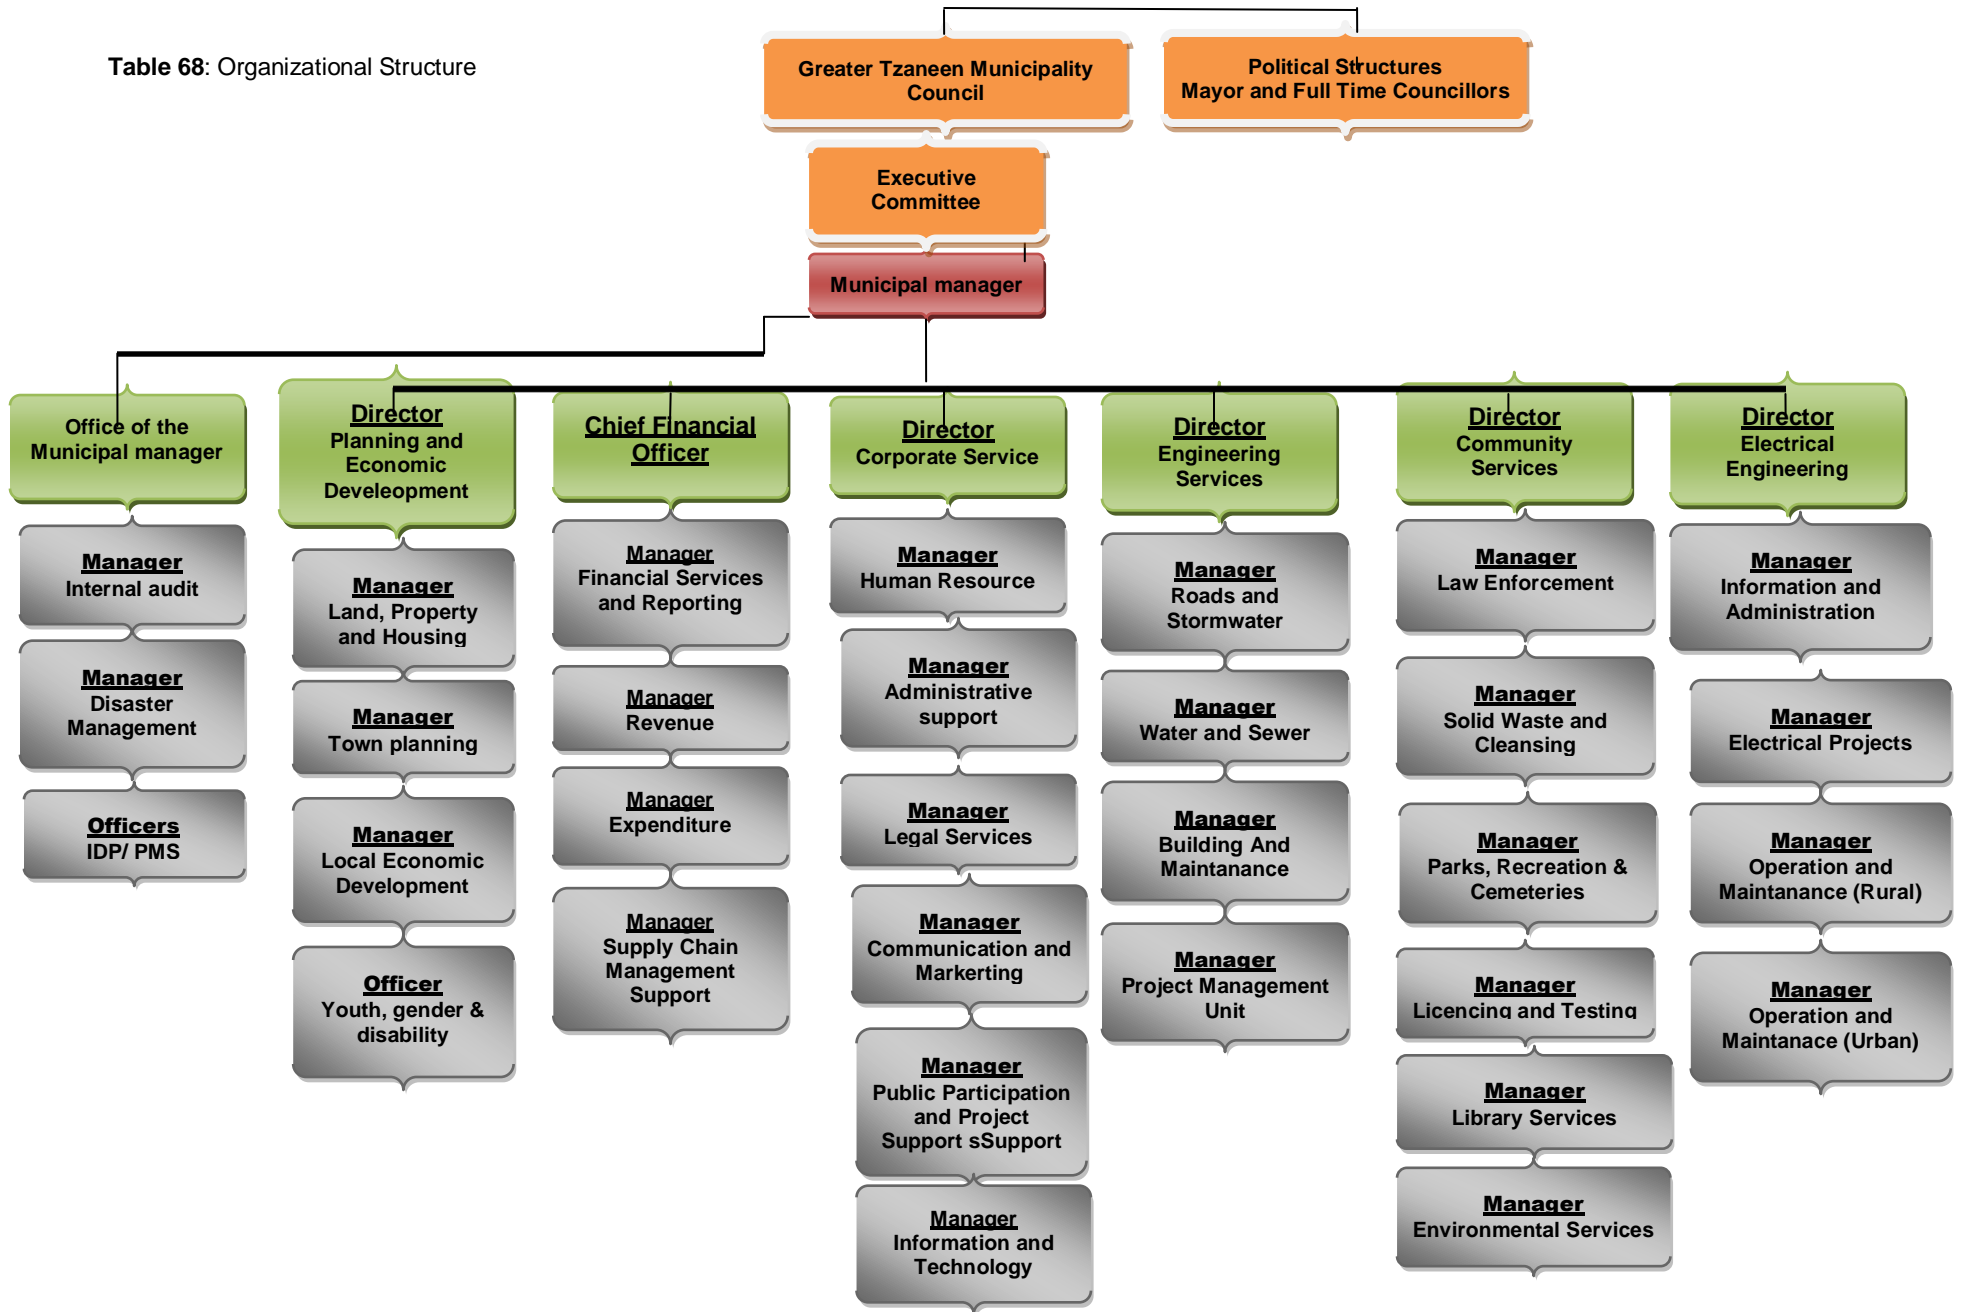 Table 68: Organizational Structure
Greater Tzaneen Municipality
Council
Political Structures
Mayor and Full Time Councillors
Executive
Committee
Municipal manager
Office of the
Municipal manager
Manager
Internal audit
Manager
Disaster
Management
Officers
IDP/ PMS
Director
Planning and
Economic
Develeopment
Manager
Land, Property
and Housing
Manager
Town planning
Manager
Local Economic
Development
Officer
Youth, gender &
disability
Chief Financial
Officer
Manager
Financial Services
and Reporting
Manager
Revenue
Manager
Expenditure
Manager
Supply Chain
Management
Support
Director
Corporate Service
Manager
Human Resource
Manager
Administrative
support
Manager
Legal Services
Manager
Communication and
Markerting
Manager
Public Participation
and Project
Support sSupport
Manager
Information and
Technology
Director
Engineering
Services
Manager
Roads and
Stormwater
Manager
Water and Sewer
Manager
Building And
Maintanance
Manager
Project Management
Unit
Director
Community
Services
Manager
Law Enforcement
Manager
Solid Waste and
Cleansing
Manager
Parks, Recreation &
Cemeteries
Manager
Licencing and Testing
Manager
Library Services
Manager
Environmental Services
Director
Electrical
Engineering
Manager
Information and
Administration
Manager
Electrical Projects
Manager
Operation and
Maintanance (Rural)
Manager
Operation and
Maintanace (Urban)